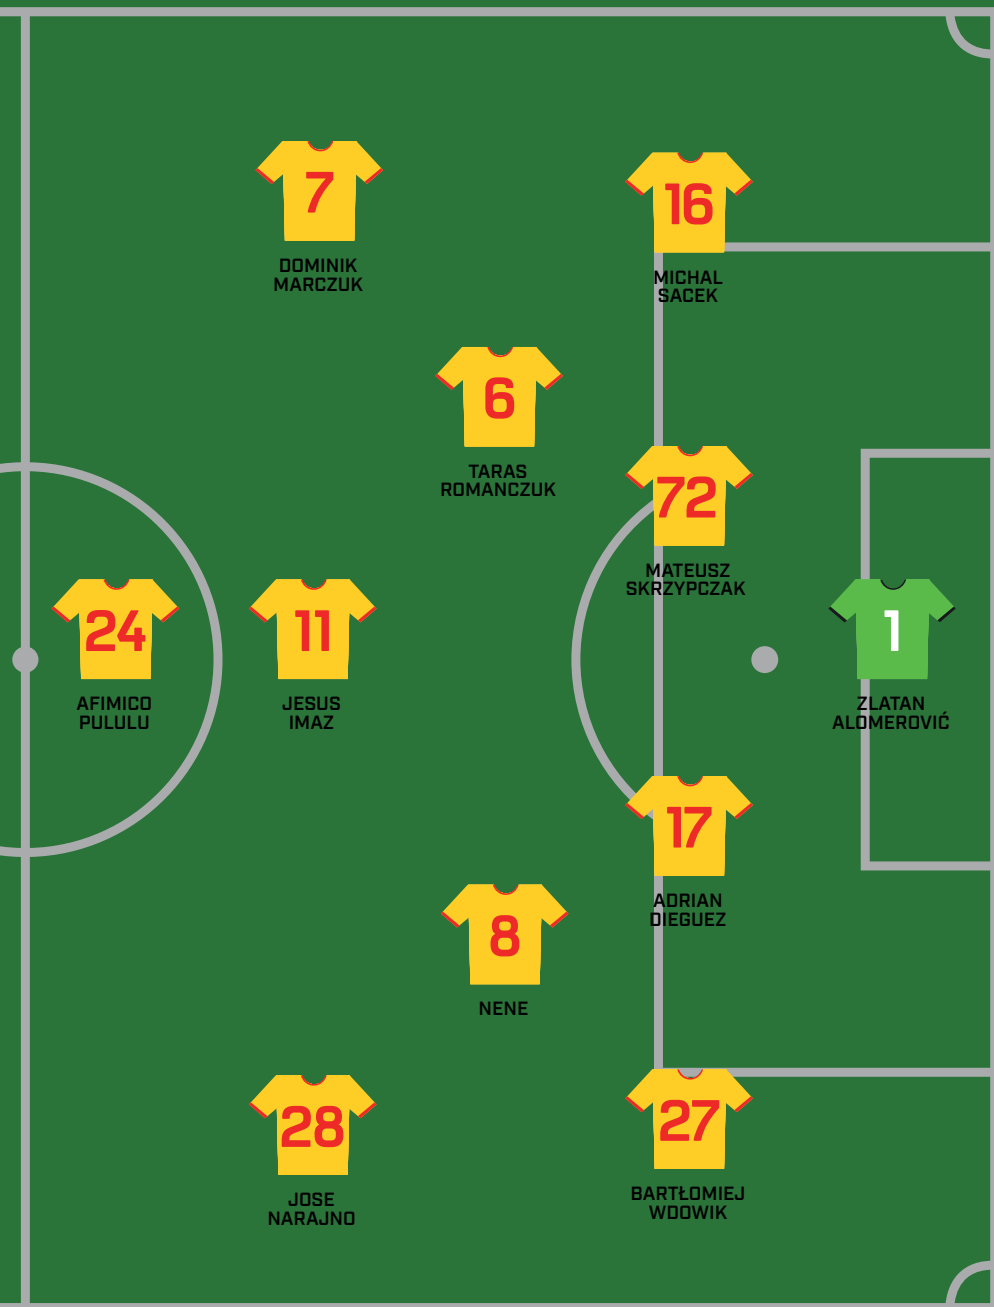 7
DOMINIK
MARCZUK
16
MICHAL
SACEK
6
TARAS
ROMANCZUK
72
MATEUSZ
SKRZYPCZAK
24
AFIMICO
PULULU
11
JESUS
IMAZ
1
ZLATAN
ALOMEROVIĆ
17
ADRIAN
DIEGUEZ
8
NENE
28
JOSE
NARAJNO
27
BARTŁOMIEJ
WDOWIK